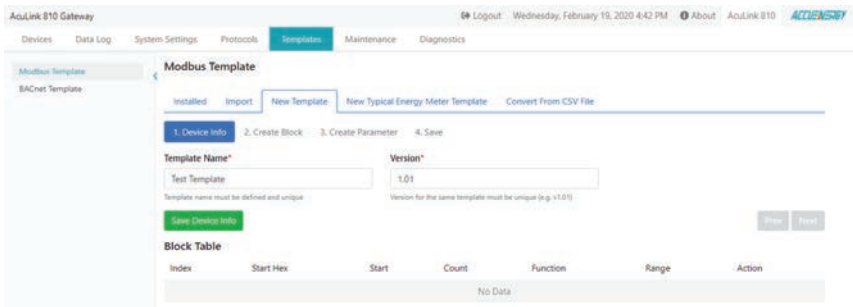 AcuLink 810 Gateway
Logout Wednesday, February 19, 2020 4:42 PM About AcuLink 810 ACCUENERGY
Devices Data Log System Settings Protocols Templates Maintenance Diagnostics
Modbus Template
BACnet Template
Modbus Template
Installed Import New Template New Typical Energy Meter Template Convert From CSV File
1. Device Info 2. Create Block 3. Create Parameter 4. Save
Template Name* Version*
Test Template 1.01
Template name must be defined and unique Version for the same template must be unique (e.g. v1.01)
Save Device Info Prev Next
Block Table
Index Start Hex Start Count Function Range Action
No Data